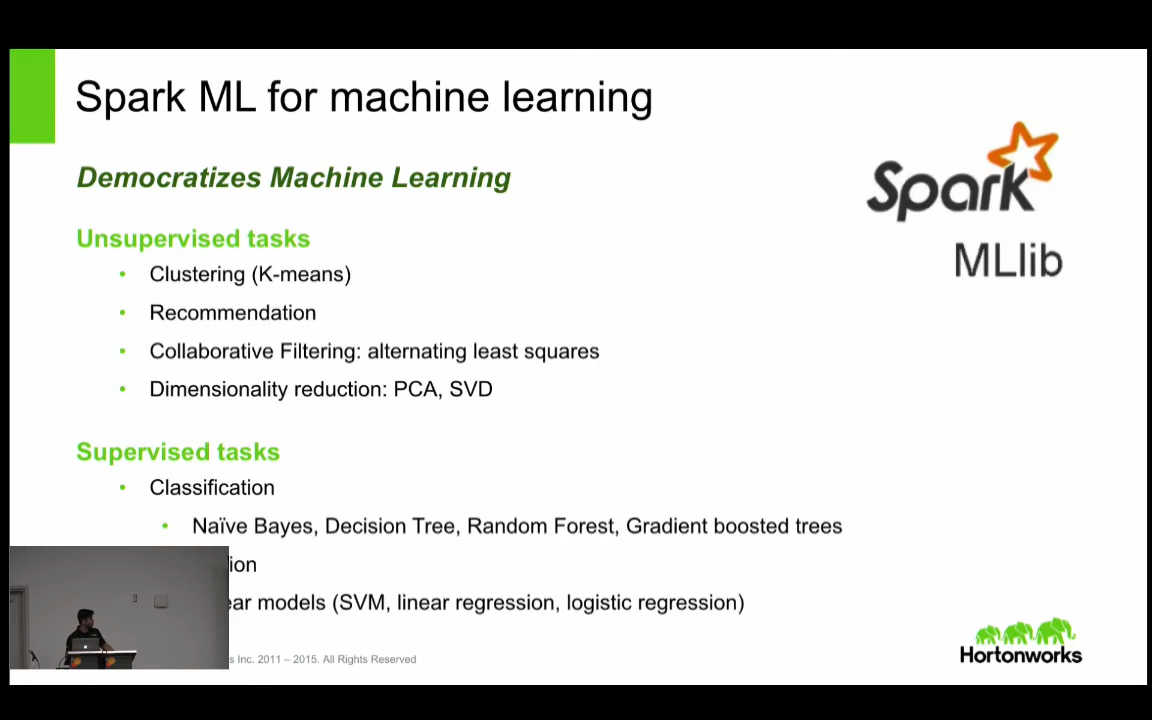 Spark ML for machine learning
Democratizes Machine Learning
Spark
MLlib
Unsupervised tasks
• Clustering (K-means)
• Recommendation
• Collaborative Filtering: alternating least squares
• Dimensionality reduction: PCA, SVD
Supervised tasks
• Classification
• Naïve Bayes, Decision Tree, Random Forest, Gradient boosted trees
models (SVM, linear regression, logistic regression)
Inc. 2011 – 2015. All Rights Reserved
Hortonworks